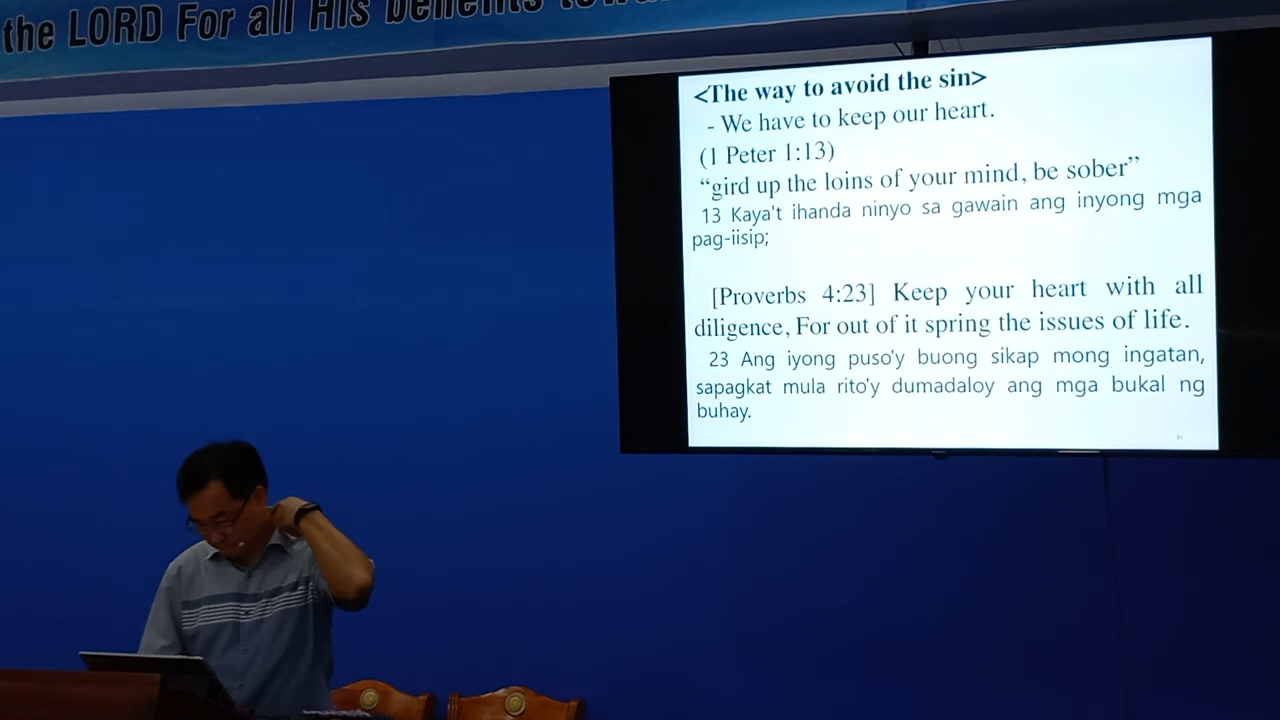 the LORD For all His benefits
<The way to avoid the sin>
- We have to keep our heart.
(1 Peter 1:13)
“gird up the loins of your mind, be sober”
13 Kaya't ihanda ninyo sa gawain ang inyong mga
pag-iisip;
[Proverbs 4:23] Keep your heart with all
diligence, For out of it spring the issues of life.
23 Ang iyong puso'y buong sikap mong ingatan,
sapagkat mula rito'y dumadaloy ang mga bukal ng
buhay.